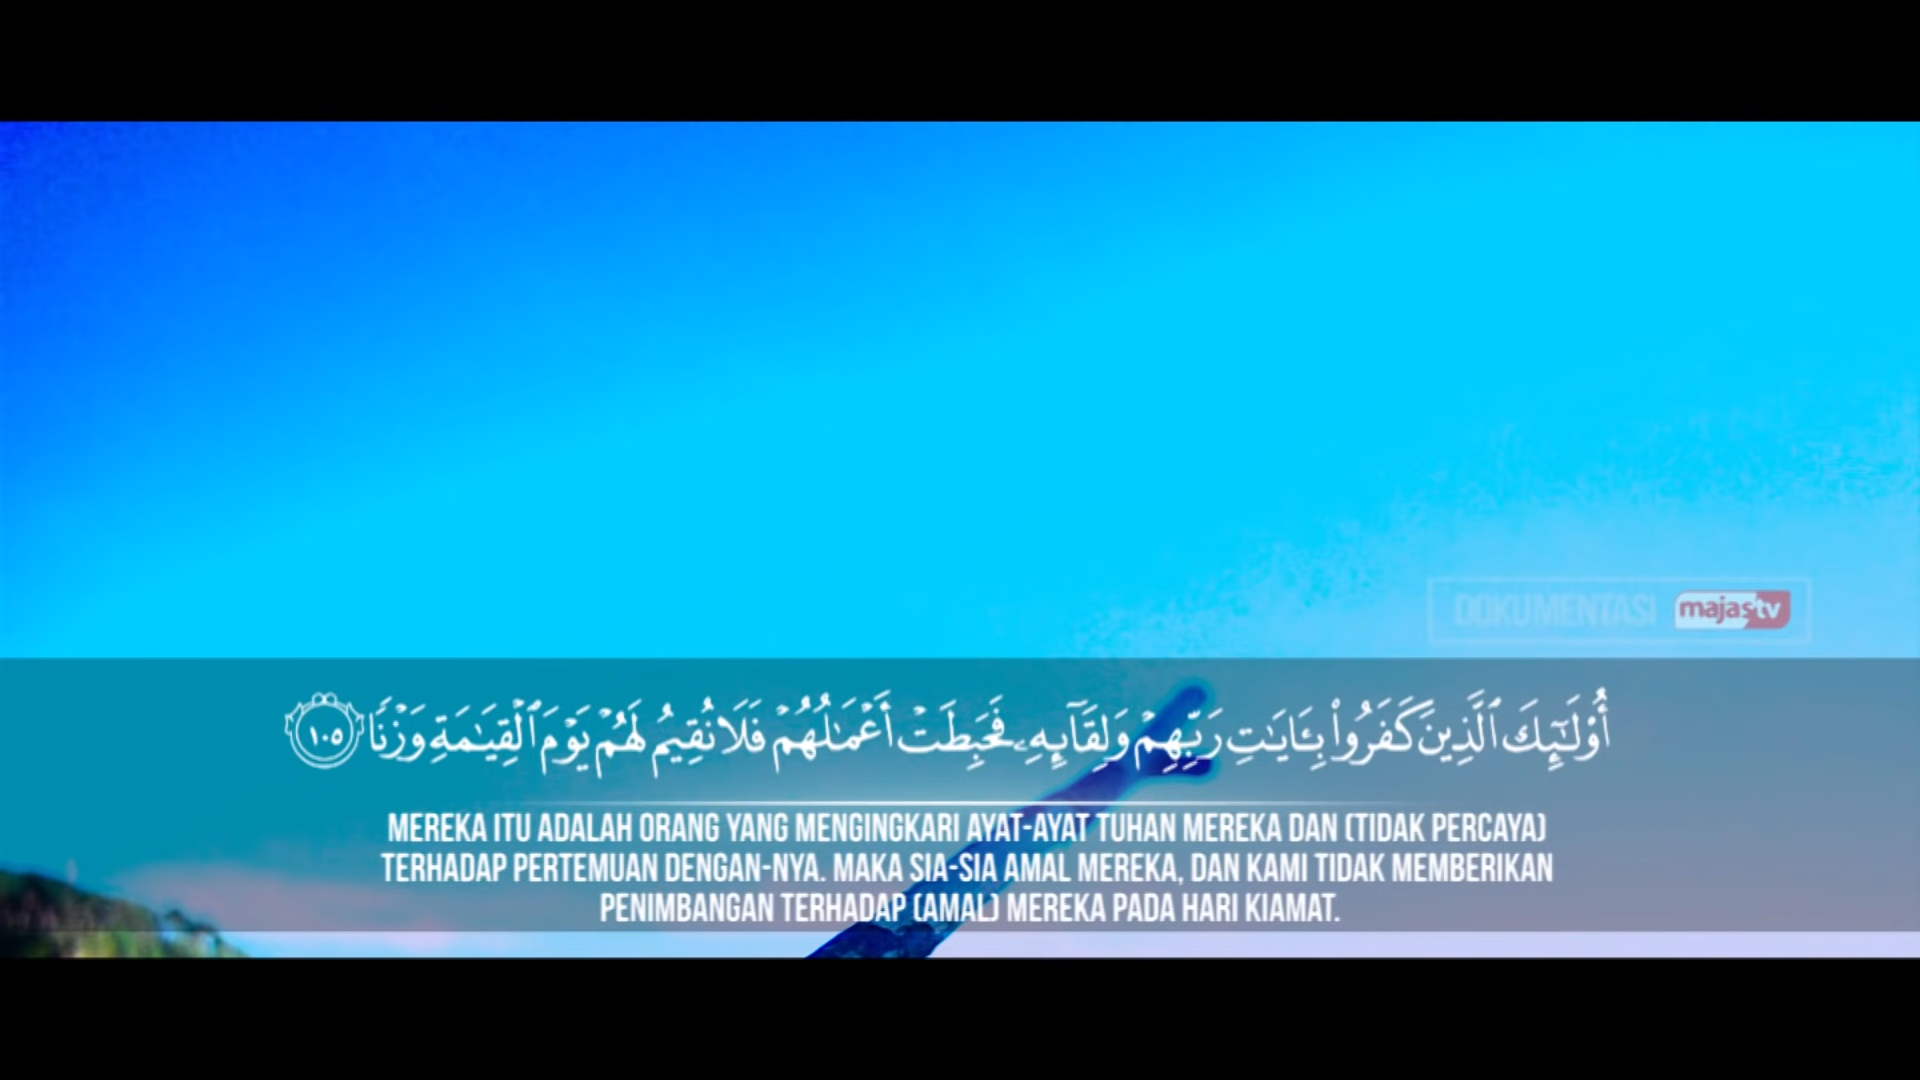 DOKUMENTASI majastv
أُو۟لَـٰٓئِكَ ٱلَّذِينَ كَفَرُوا۟ بِـَٔايَـٰتِ رَبِّهِمْ وَلِقَآئِهِۦ فَحَبِطَتْ أَعْمَـٰلُهُمْ فَلَا نُقِيمُ لَهُمْ يَوْمَ ٱلْقِيَـٰمَةِ وَزْنًا ١٠٥
MEREKA ITU ADALAH ORANG YANG MENGINGKARI AYAT-AYAT TUHAN MEREKA DAN (TIDAK PERCAYA)
TERHADAP PERTEMUAN DENGAN-NYA. MAKA SIA-SIA AMAL MEREKA, DAN KAMI TIDAK MEMBERIKAN
PENIMBANGAN TERHADAP (AMAL) MEREKA PADA HARI KIAMAT.